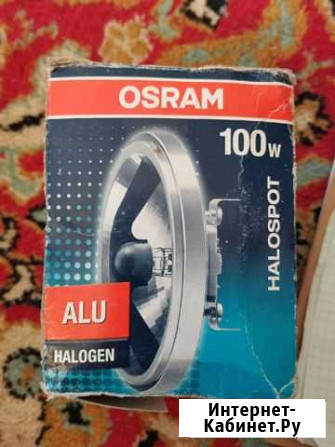 OSRAM
100w
HALOSPOT
ALU
HALOGEN
Интернет-
Кабинет.Ру